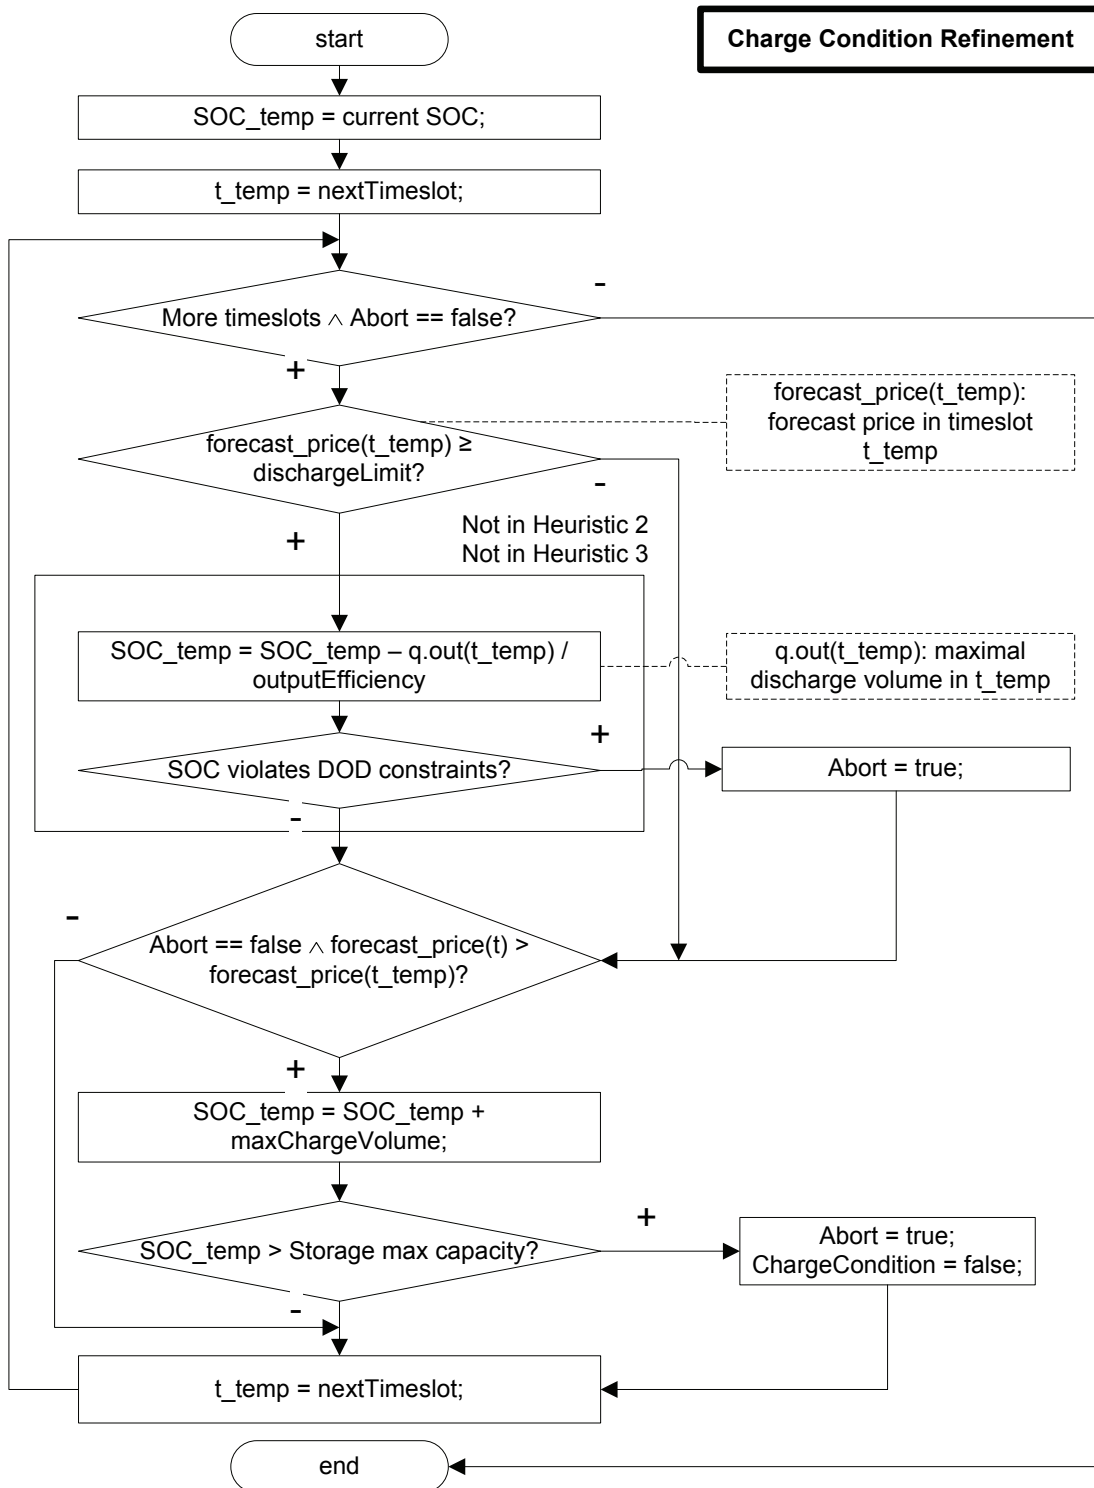 start
Charge Condition Refinement
SOC_temp = current SOC;
t_temp = nextTimeslot;
-
More timeslots ∧ Abort == false?
+
forecast_price(t_temp):
forecast price in timeslot
t_temp
forecast_price(t_temp) ≥
dischargeLimit?
-
+
Not in Heuristic 2
Not in Heuristic 3
SOC_temp = SOC_temp – q.out(t_temp) /
outputEfficiency
q.out(t_temp): maximal
discharge volume in t_temp
+
SOC violates DOD constraints?
Abort = true;
-
-
Abort == false ∧ forecast_price(t) >
forecast_price(t_temp)?
+
SOC_temp = SOC_temp +
maxChargeVolume;
+
SOC_temp > Storage max capacity?
Abort = true;
ChargeCondition = false;
-
t_temp = nextTimeslot;
end